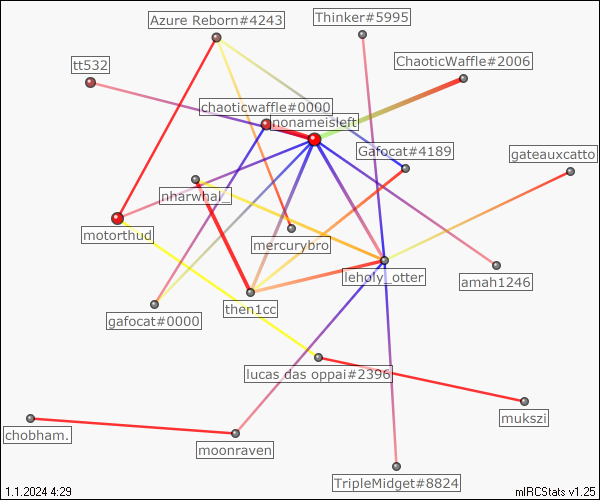 Azure Reborn#4243
Thinker#5995
tt532
ChaoticWaffle#2006
chaoticwaffle#0000
nonameisleft
Gafocat#4189
gateauxcatto
nharwhal_
motorthud
mercurybro
leholy_otter
amah1246
gafocat#0000
then1cc
lucas das oppai#2396
mukszi
chobham.
moonraven
TripleMidget#8824
1.1.2024 4:29
mIRCStats v1.25